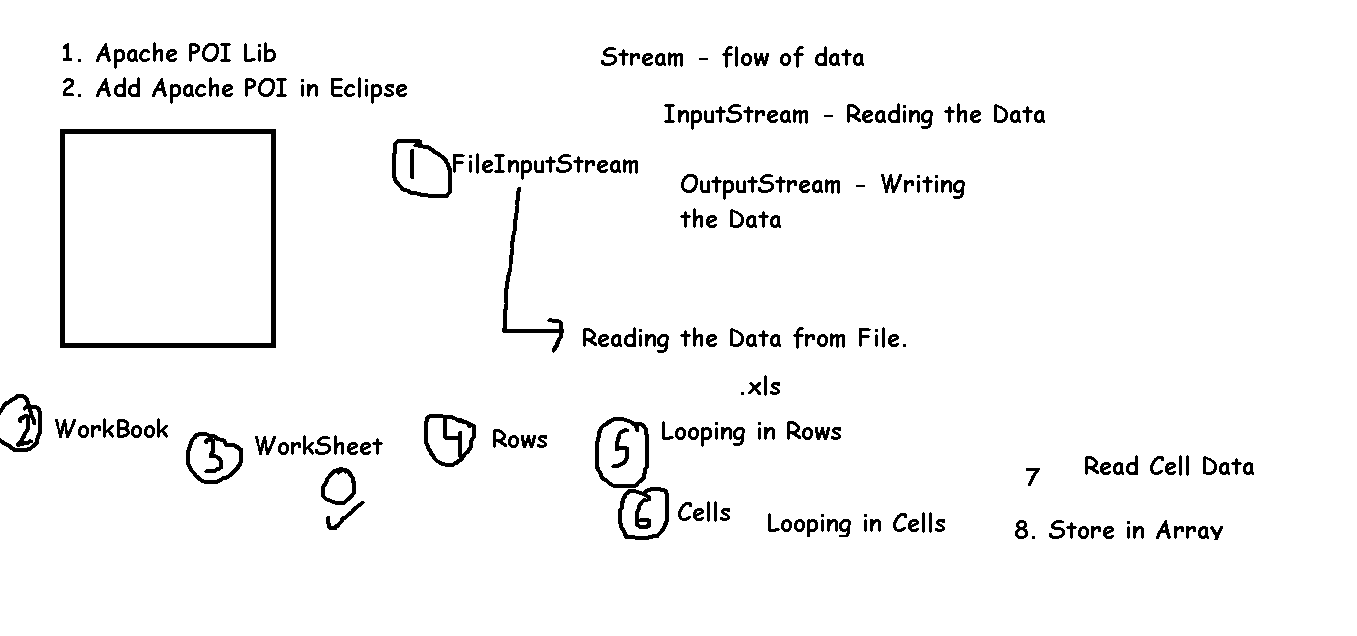 1. Apache POI Lib
2. Add Apache POI in Eclipse
Stream - flow of data
InputStream - Reading the Data
1 FileInputStream
OutputStream - Writing
the Data
Reading the Data from File.
.xls
2 WorkBook
3 WorkSheet
0
4 Rows
5 Looping in Rows
6 Cells
Looping in Cells
7 Read Cell Data
8. Store in Array